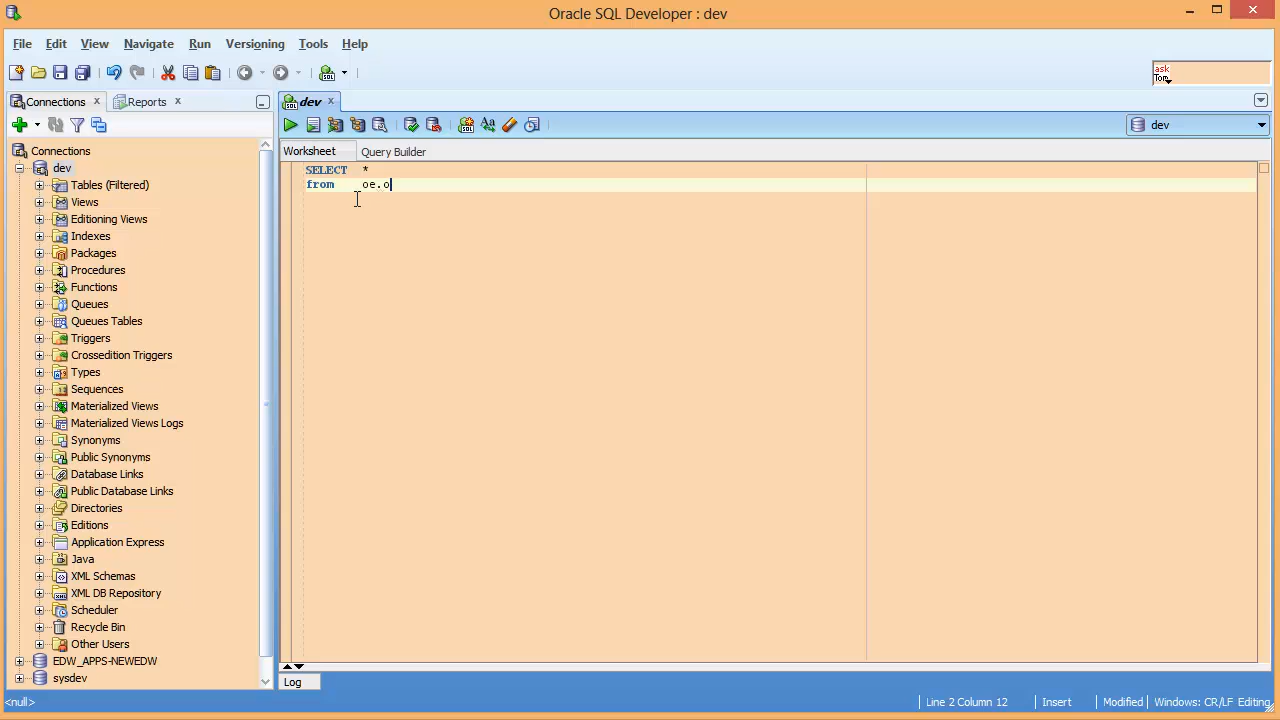 Oracle SQL Developer : dev
File Edit View Navigate Run Versioning Tools Help
ask
Tom
Connections Reports
dev
dev
Worksheet Query Builder
Connections
dev
Tables (Filtered)
Views
Editioning Views
Indexes
Packages
Procedures
Functions
Queues
Queues Tables
Triggers
Crossedition Triggers
Types
Sequences
Materialized Views
Materialized Views Logs
Synonyms
Public Synonyms
Database Links
Public Database Links
Directories
Editions
Application Express
Java
XML Schemas
XML DB Repository
Scheduler
Recycle Bin
Other Users
EDW_APPS-NEWEDW
sysdev
SELECT *
from oe.o
Log
<null> Line 2 Column 12 Insert Modified Windows: CR/LF Editing